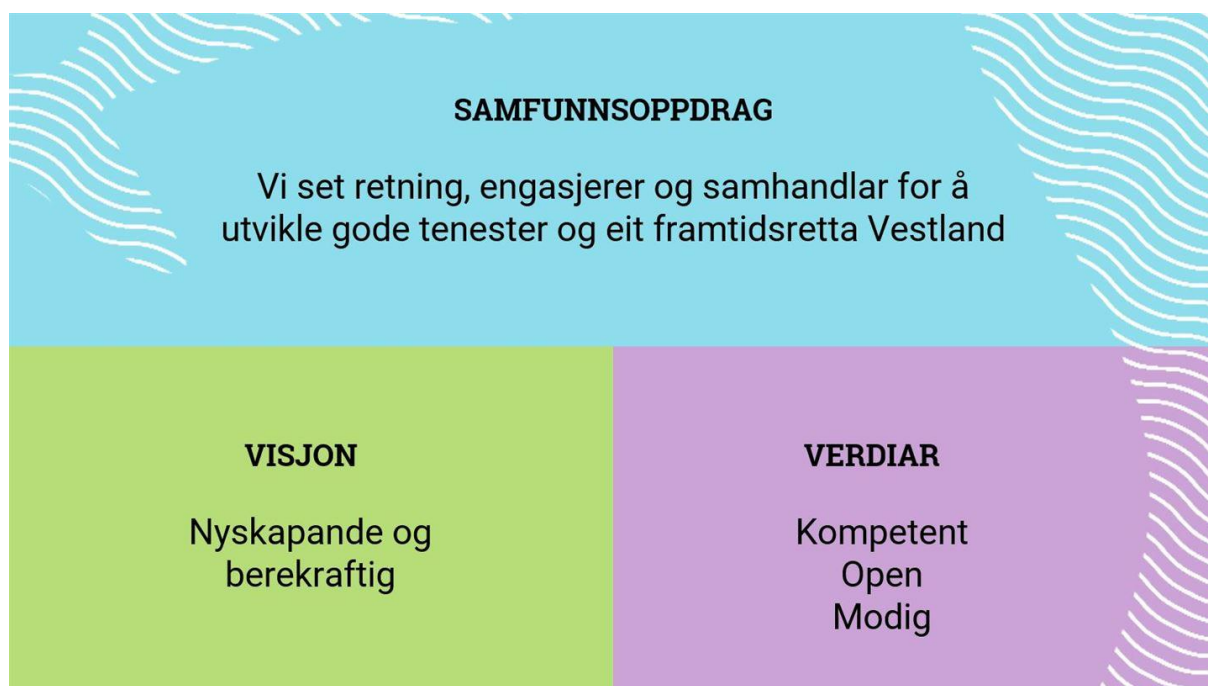 SAMFUNNSOPPDRAG
Vi set retning, engasjerer og samhandlar for å
utvikle gode tenester og eit framtidsretta Vestland
VISJON
Nyskapande og
berekraftig
VERDIAR
Kompetent
Open
Modig